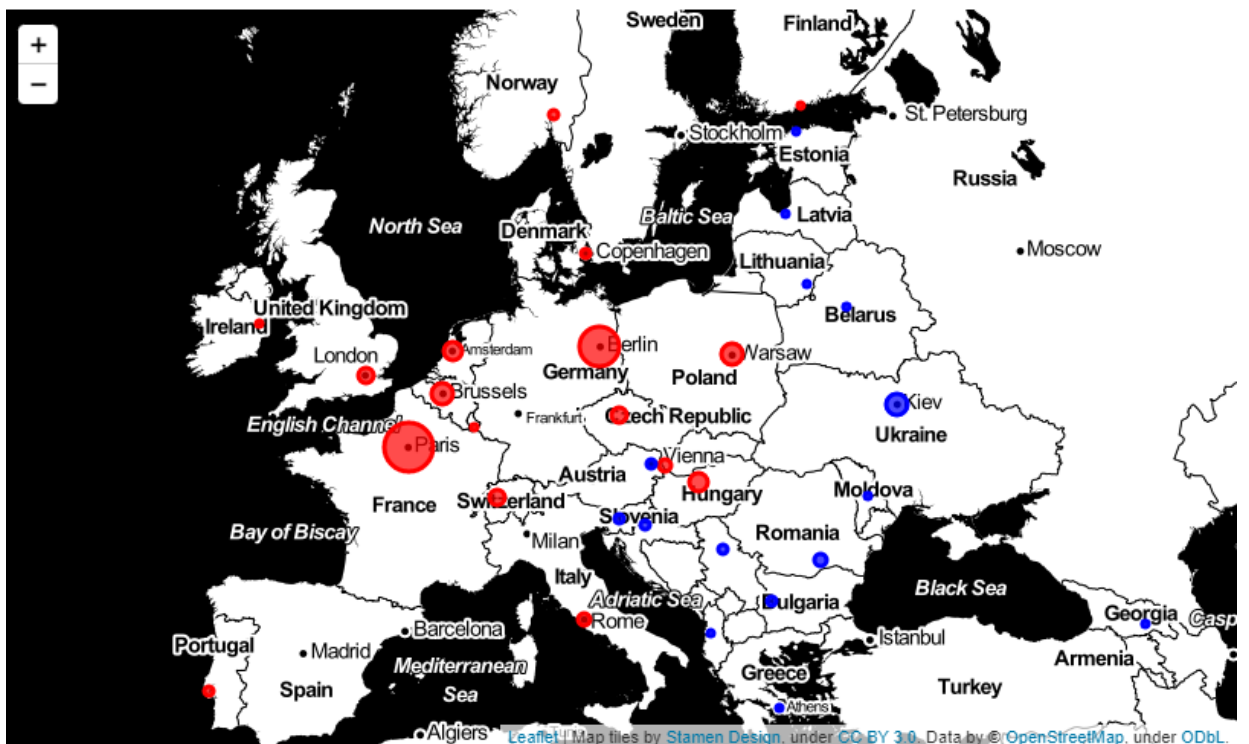 +
−
Sweden
Finland
Norway
St. Petersburg
Stockholm
Estonia
Russia
North Sea
Baltic Sea
Latvia
Denmark
Copenhagen
Moscow
Lithuania
United Kingdom
Ireland
Belarus
London
Amsterdam
Berlin
Warsaw
Germany
Poland
Brussels
Kiev
English Channel
Frankfurt
Czech Republic
Ukraine
Paris
Vienna
Austria
Hungary
Moldova
France
Switzerland
Slovenia
Bay of Biscay
Milan
Romania
Italy
Black Sea
Adriatic Sea
Bulgaria
Georgia
Casp
Rome
Barcelona
Istanbul
Portugal
Madrid
Mediterranean
Sea
Armenia
Greece
Spain
Turkey
Athens
Algiers
Leaflet | Map tiles by Stamen Design, under CC BY 3.0. Data by © OpenStreetMap, under ODbL.